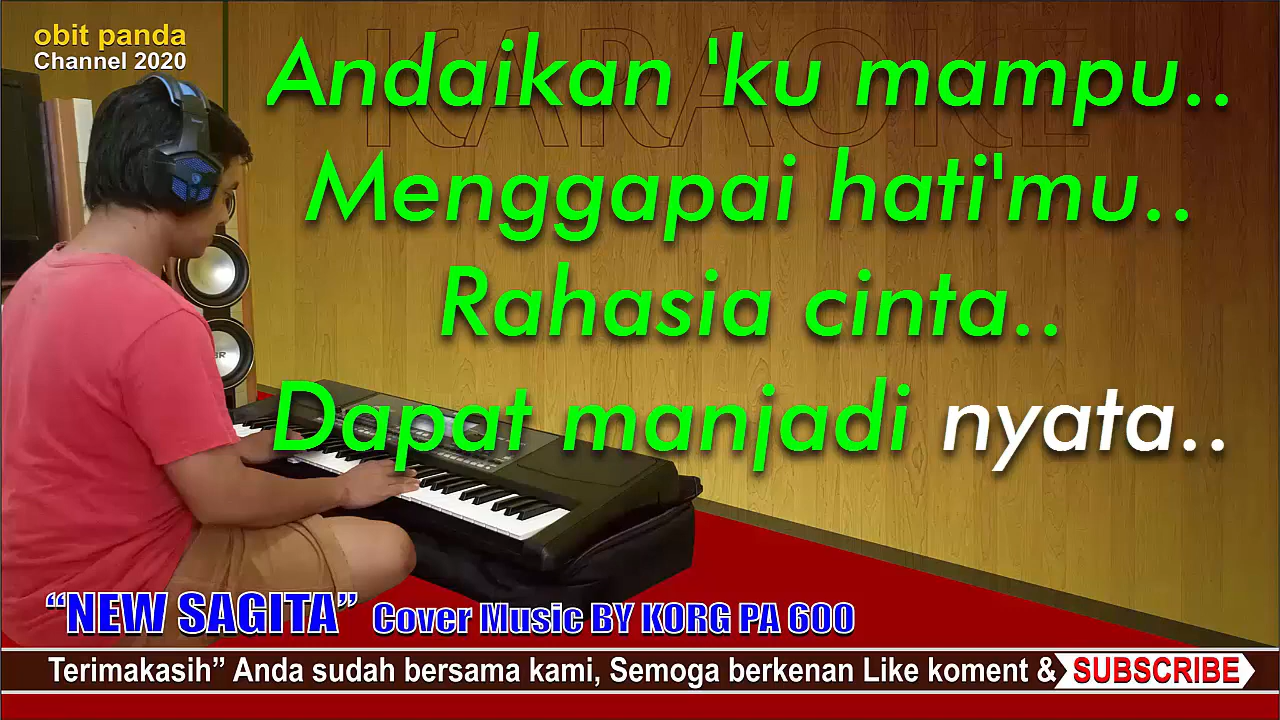 obit panda
Channel 2020
KARAOKE
Andaikan 'ku mampu..
Menggapai hati'mu..
Rahasia cinta..
Dapat manjadi nyata..
“NEW SAGITA” Cover Music BY KORG PA 600
Terimakasih” Anda sudah bersama kami, Semoga berkenan Like koment & SUBSCRIBE